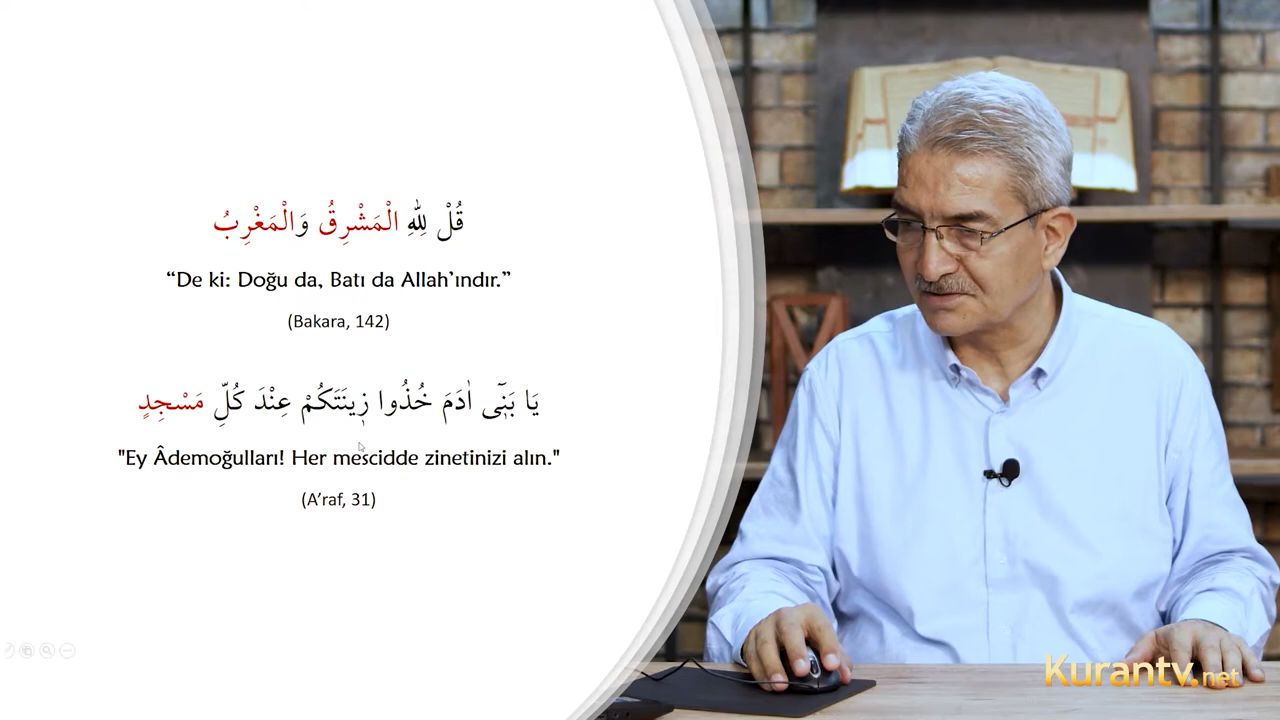 قُلْ لِلّٰهِ الْمَشْرِقُ وَالْمَغْرِبُ
“De ki: Doğu da, Batı da Allah’ındır.”
(Bakara, 142)
يَا بَنٖٓى اٰدَمَ خُذُوا زٖينَتَكُمْ عِنْدَ كُلِّ مَسْجِدٍ
"Ey Âdemoğulları! Her mescidde zinetinizi alın."
(A’raf, 31)
Kurantv.net